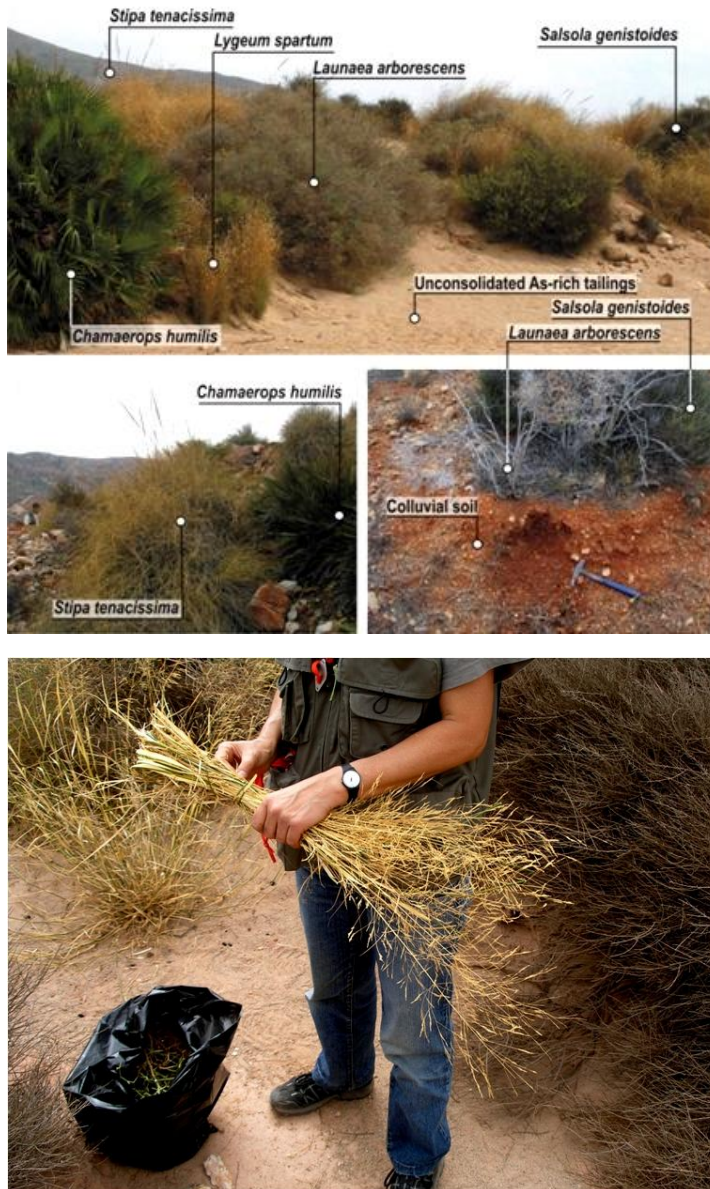 Stipa tenacissima
Lygeum spartum
Launaea arborescens
Salsola genistoides
Unconsolidated As-rich tailings
Chamaerops humilis
Chamaerops humilis
Stipa tenacissima
Salsola genistoides
Launaea arborescens
Colluvial soil